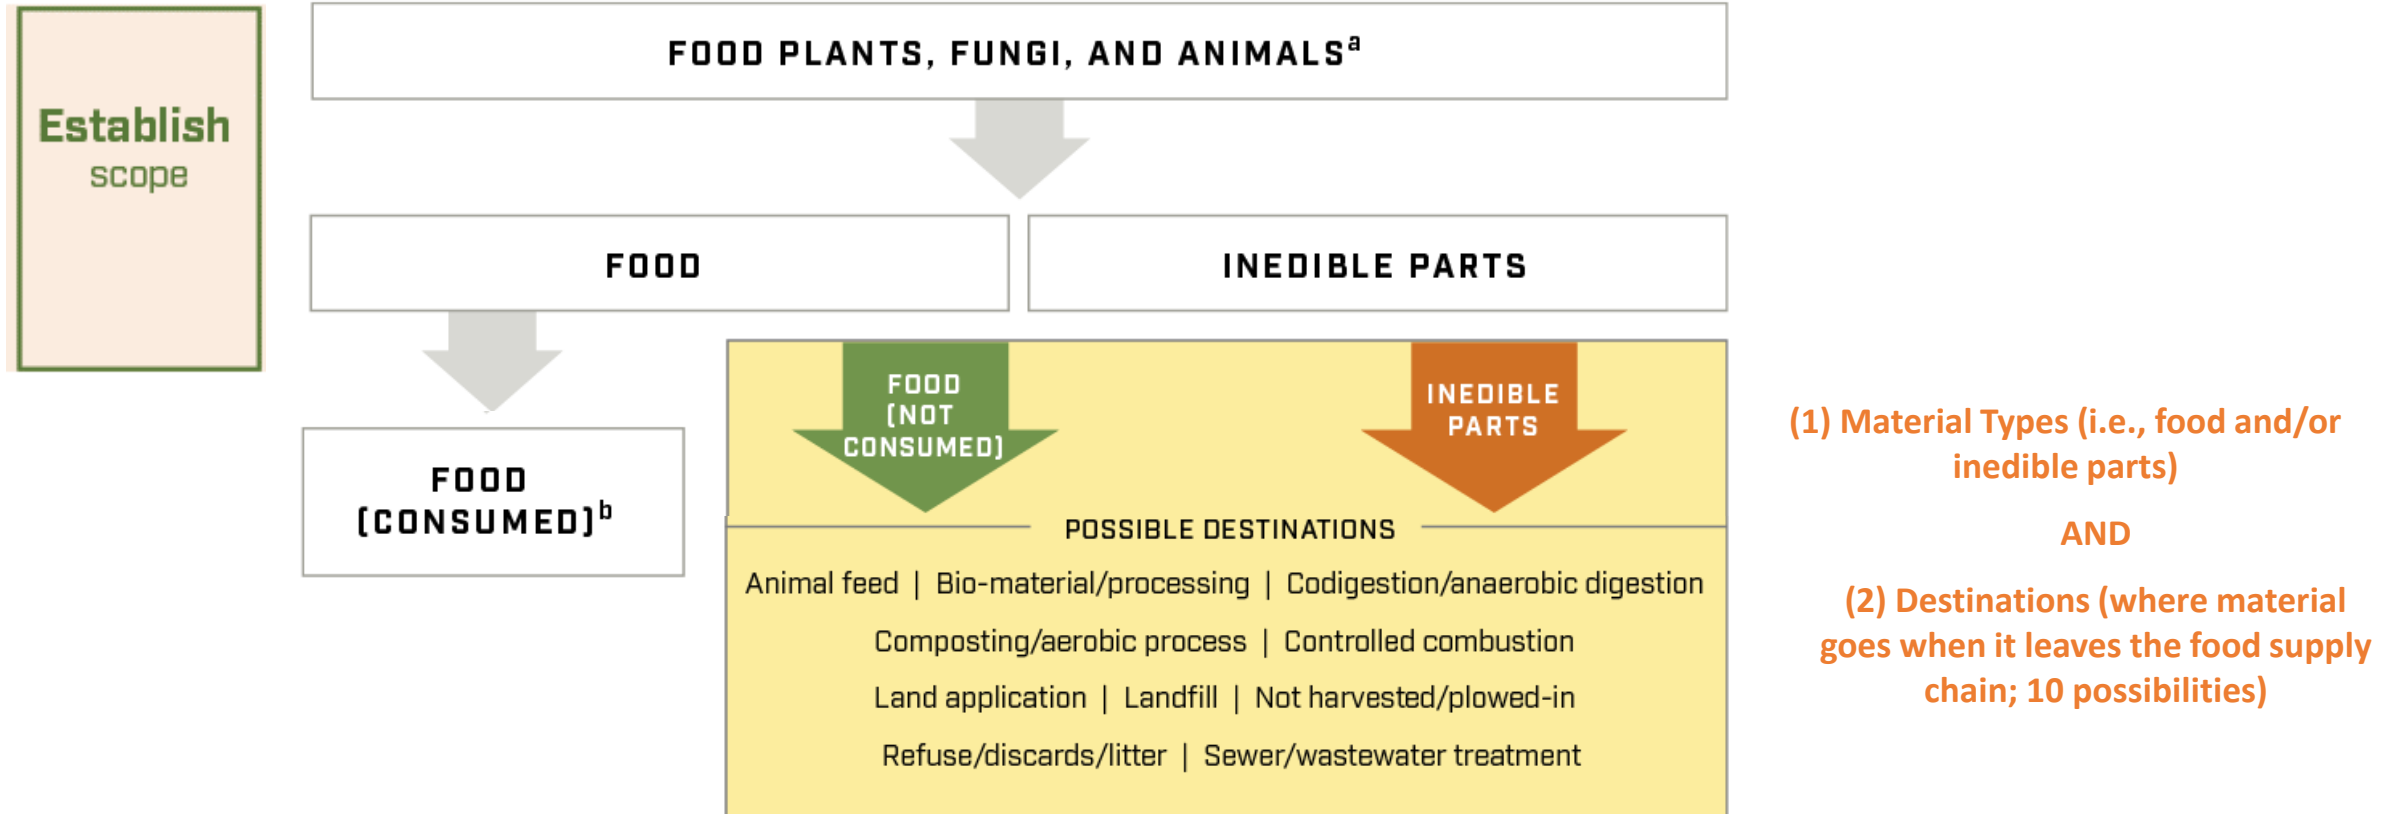 Establish
scope
FOOD PLANTS, FUNGI, AND ANIMALSᵃ
FOOD
INEDIBLE PARTS
FOOD
(CONSUMED)ᵇ
FOOD
(NOT
CONSUMED)
INEDIBLE
PARTS
POSSIBLE DESTINATIONS
Animal feed | Bio-material/processing | Codigestion/anaerobic digestion
Composting/aerobic process | Controlled combustion
Land application | Landfill | Not harvested/plowed-in
Refuse/discards/litter | Sewer/wastewater treatment
(1) Material Types (i.e., food and/or
inedible parts)
AND
(2) Destinations (where material
goes when it leaves the food supply
chain; 10 possibilities)